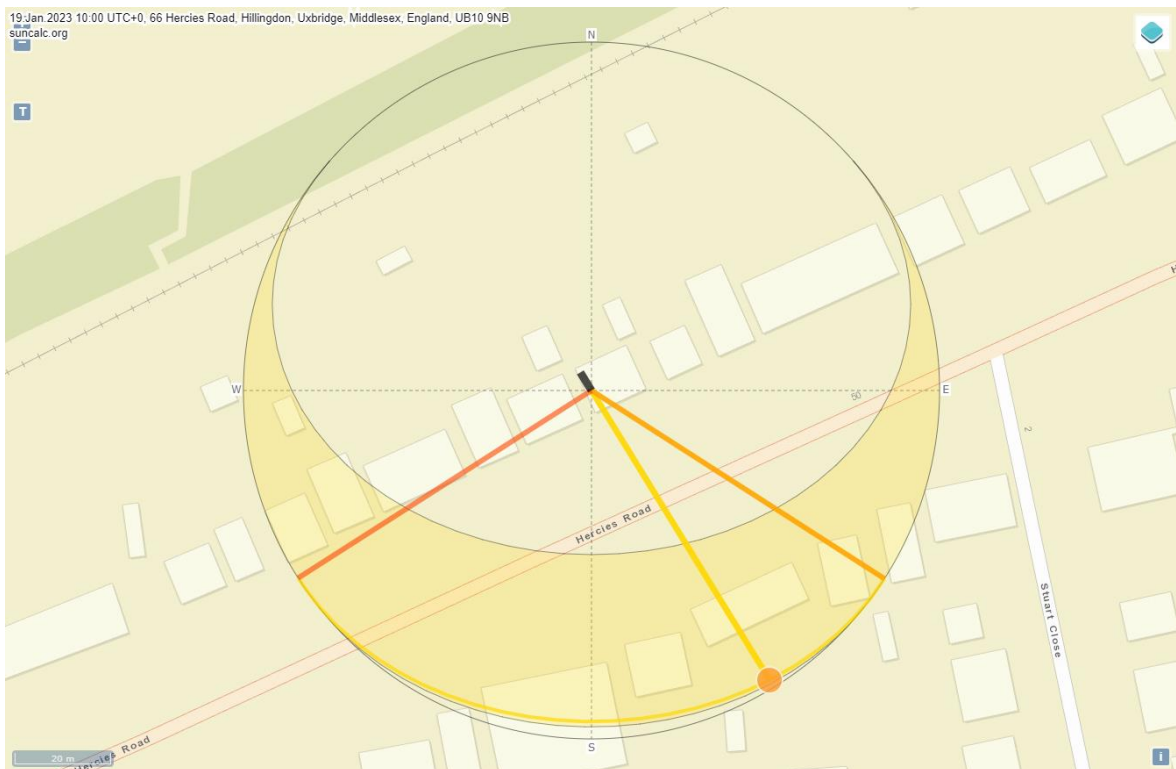 19.Jan.2023 10:00 UTC+0, 66 Hercies Road, Hillingdon, Uxbridge, Middlesex, England, UB10 9NB
suncalc.org
N
T
H
W
E
50
2
Hercies Road
Stuart Close
S
Hercies Road
20 m
i